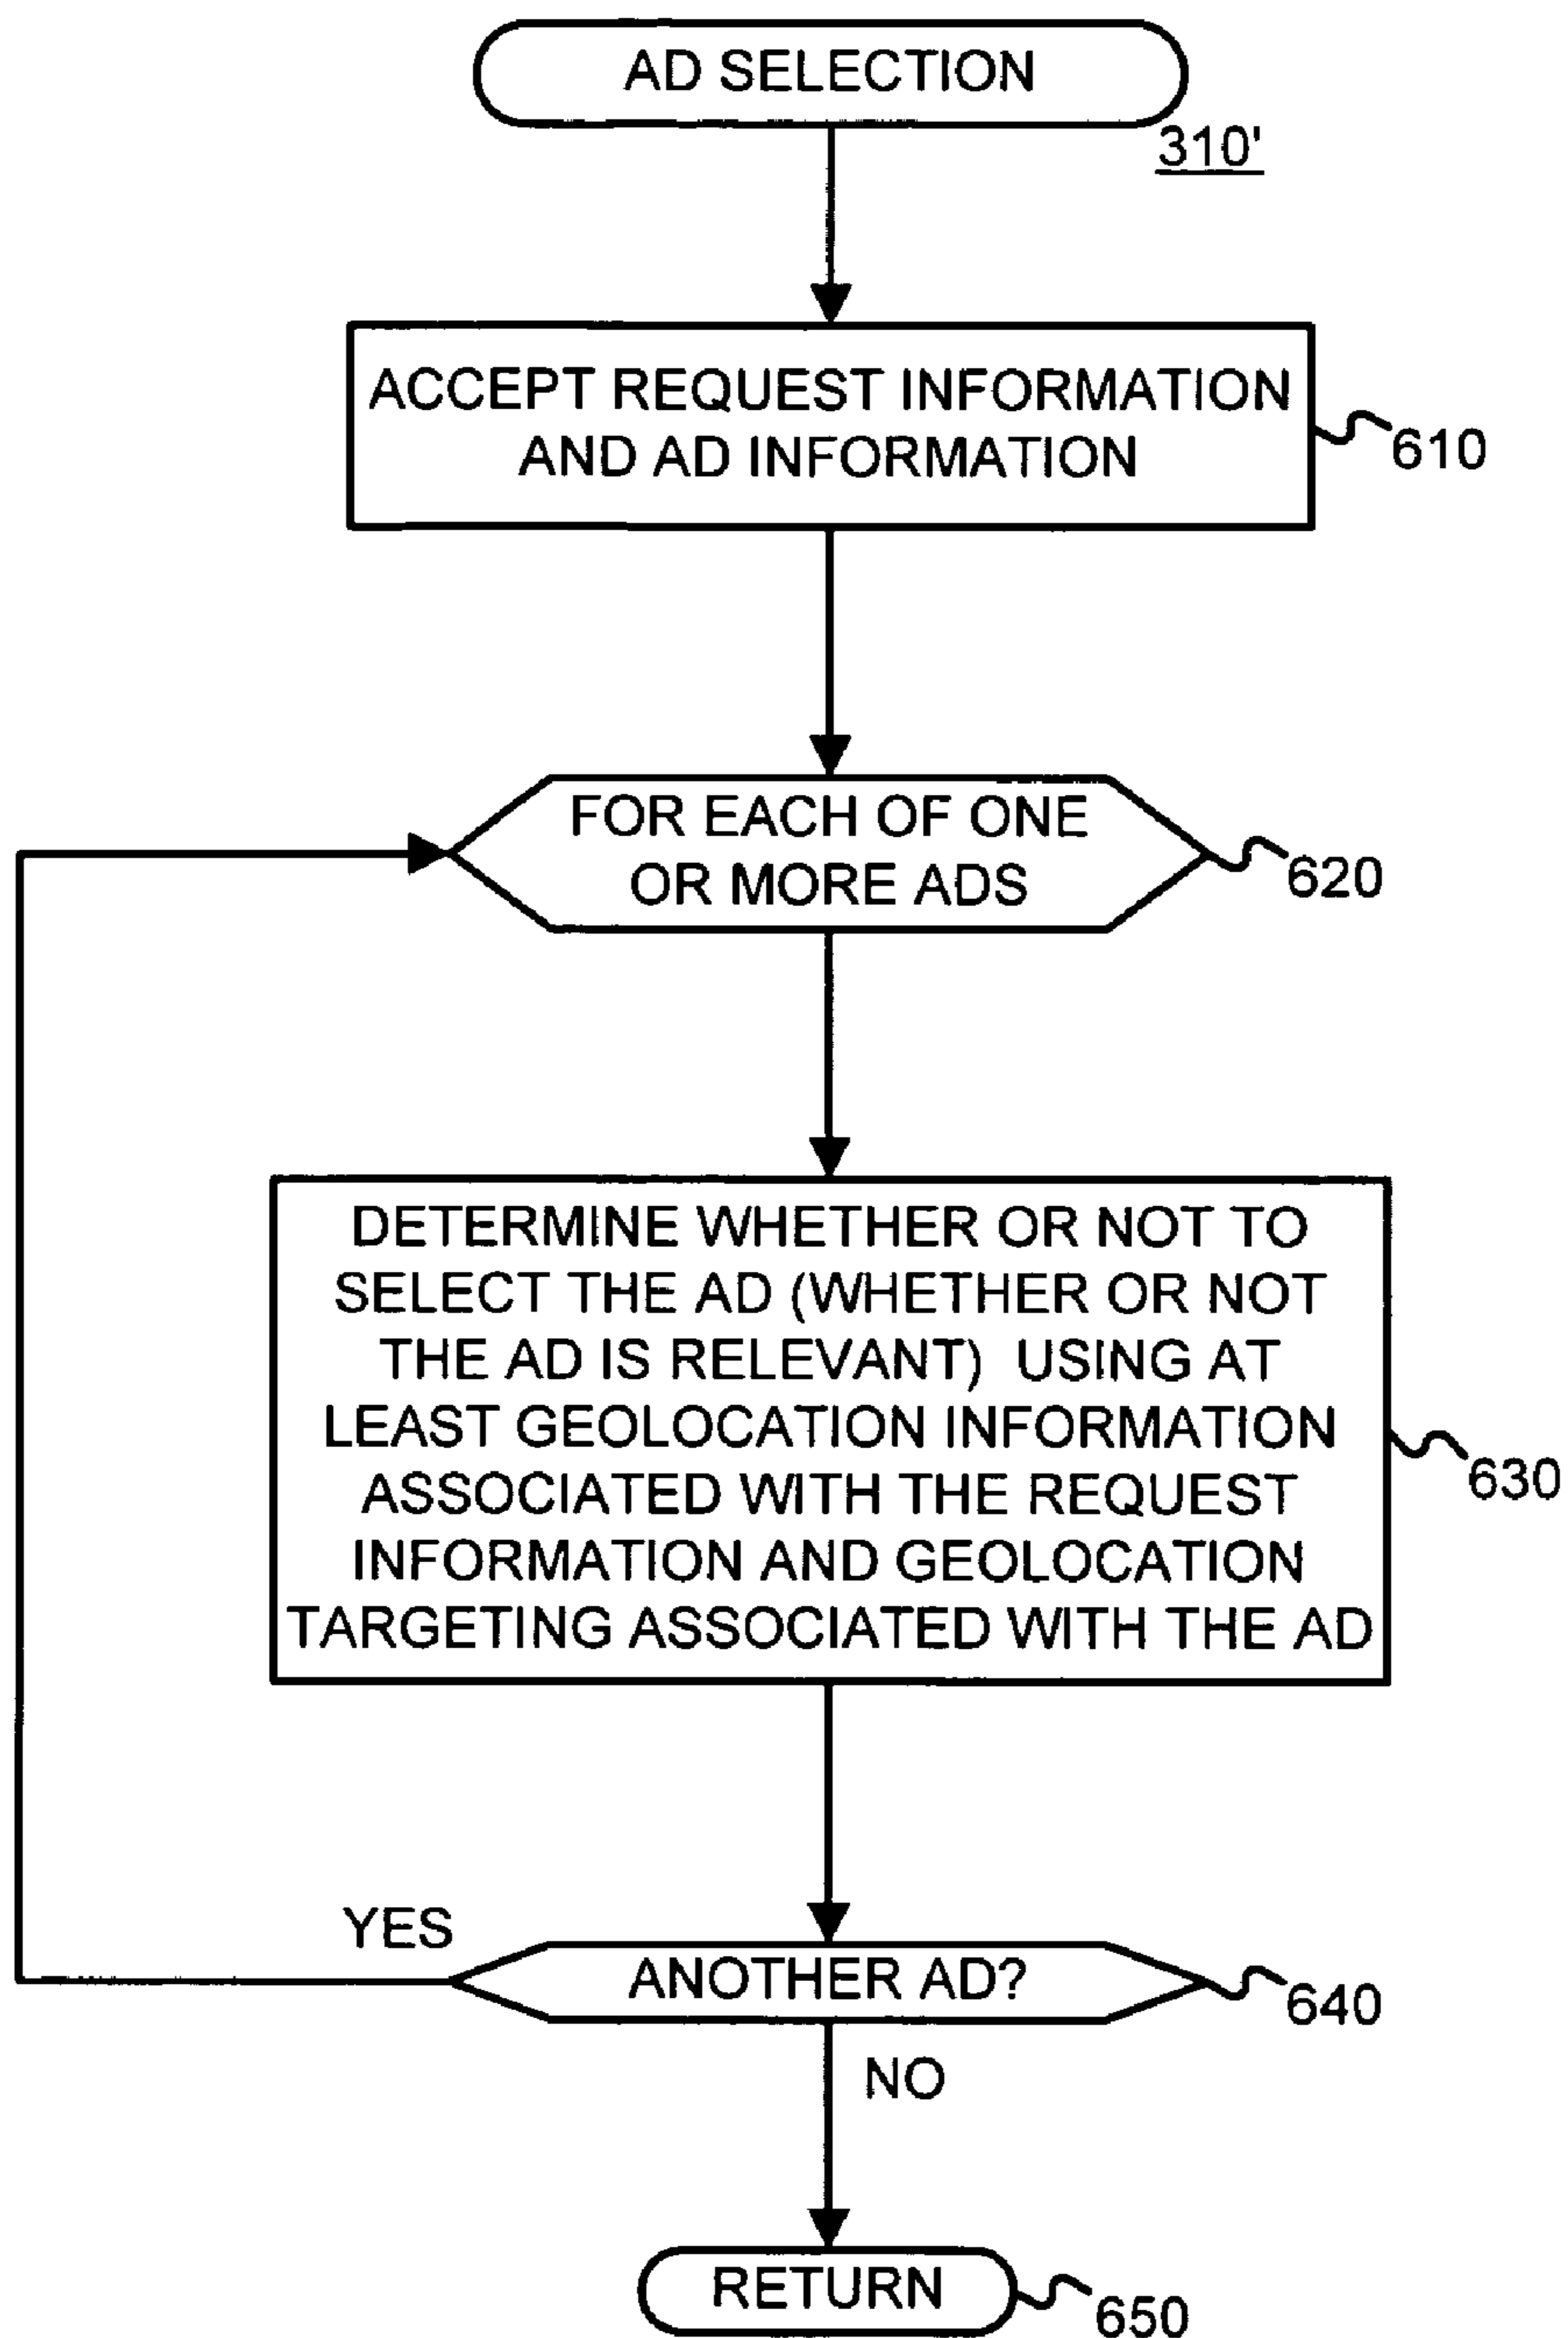 AD SELECTION
310'
ACCEPT REQUEST INFORMATION
AND AD INFORMATION
610
FOR EACH OF ONE
OR MORE ADS
620
DETERMINE WHETHER OR NOT TO
SELECT THE AD (WHETHER OR NOT
THE AD IS RELEVANT) USING AT
LEAST GEOLOCATION INFORMATION
ASSOCIATED WITH THE REQUEST
INFORMATION AND GEOLOCATION
TARGETING ASSOCIATED WITH THE AD
630
YES
ANOTHER AD?
640
NO
RETURN
650